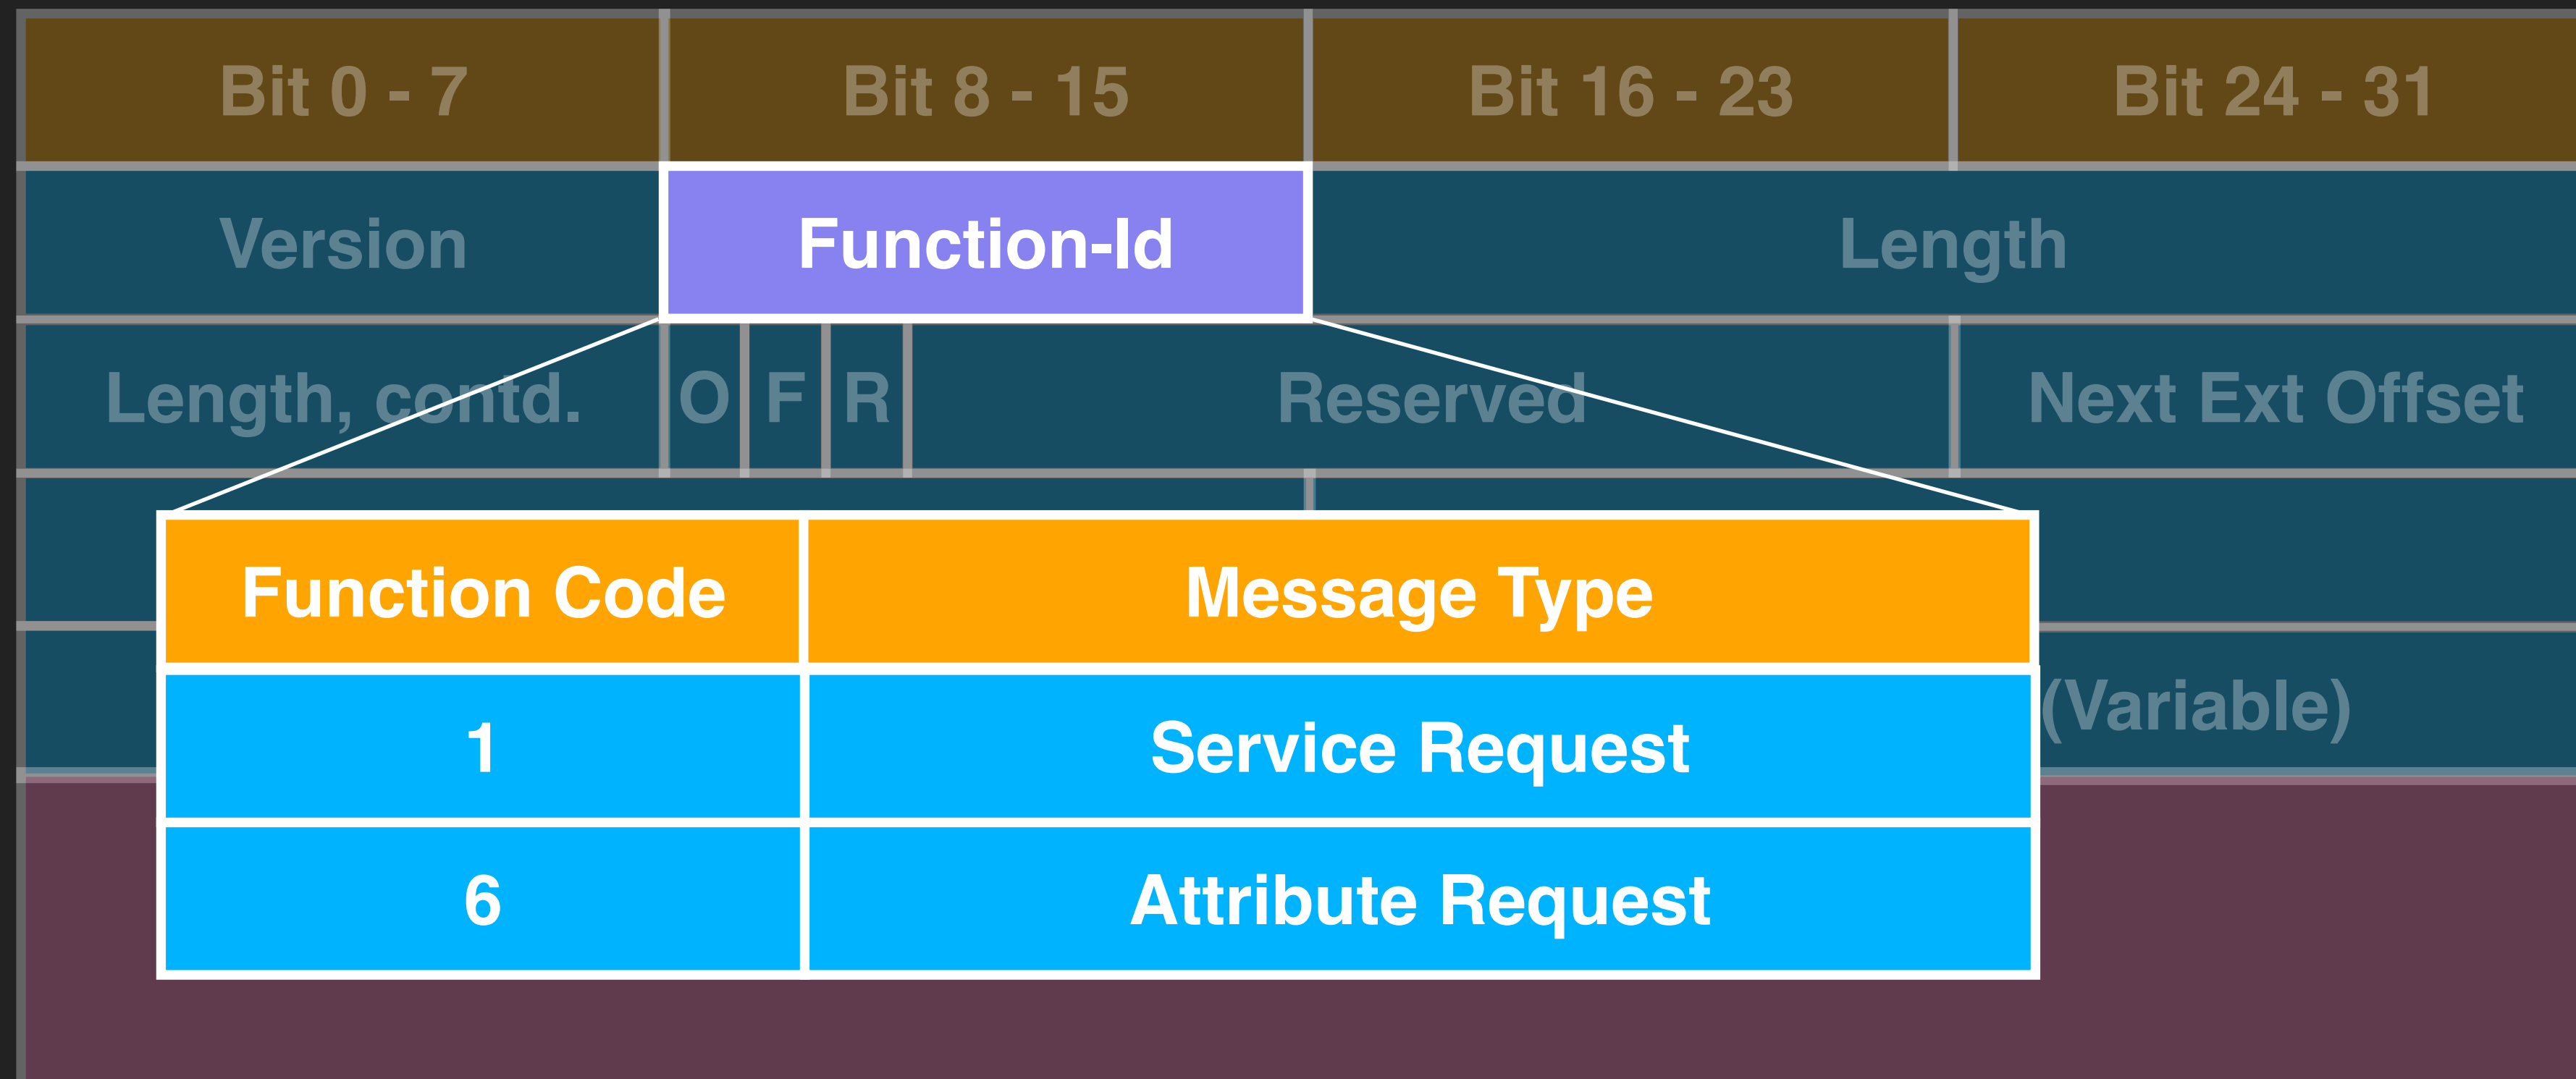 Bit 0 - 7 Bit 8 - 15 Bit 16 - 23 Bit 24 - 31
Version Function-Id Length
Length, contd. O F R Reserved Next Ext Offset
Function Code Message Type
(Variable)
1 Service Request
6 Attribute Request